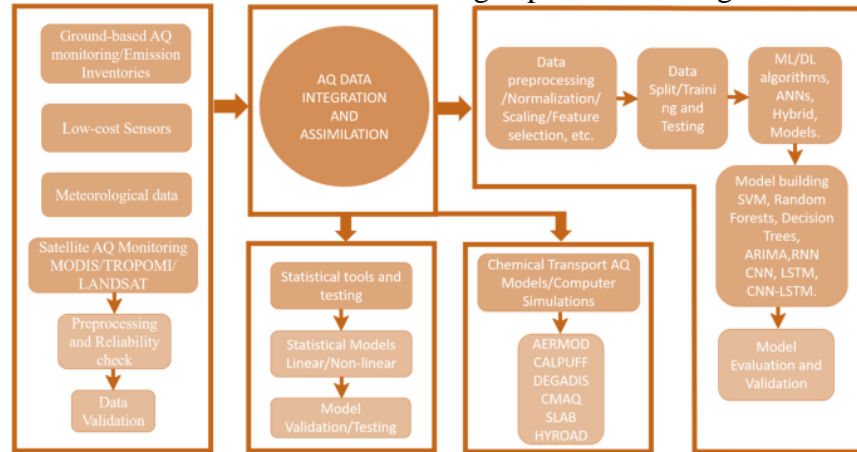 Ground-based AQ
monitoring/Emission
Inventories
Low-cost Sensors
Meteorological data
Satellite AQ Monitoring
MODIS/TROPOMI/
LANDSAT
Preprocessing
and Reliability
check
Data
Validation
AQ DATA
INTEGRATION
AND
ASSIMILATION
Statistical tools and
testing
Statistical Models
Linear/Non-linear
Model
Validation/Testing
Chemical Transport AQ
Models/Computer
Simulations
AERMOD
CALPUFF
DEGADIS
CMAQ
SLAB
HYROAD
Data
preprocessing
/Normalization/
Scaling/Feature
selection, etc.
Data
Split/Traini
ng and
Testing
ML/DL
algorithms,
ANNs,
Hybrid,
Models.
Model building
SVM, Random
Forests, Decision
Trees,
ARIMA,RNN
CNN, LSTM,
CNN-LSTM.
Model
Evaluation and
Validation